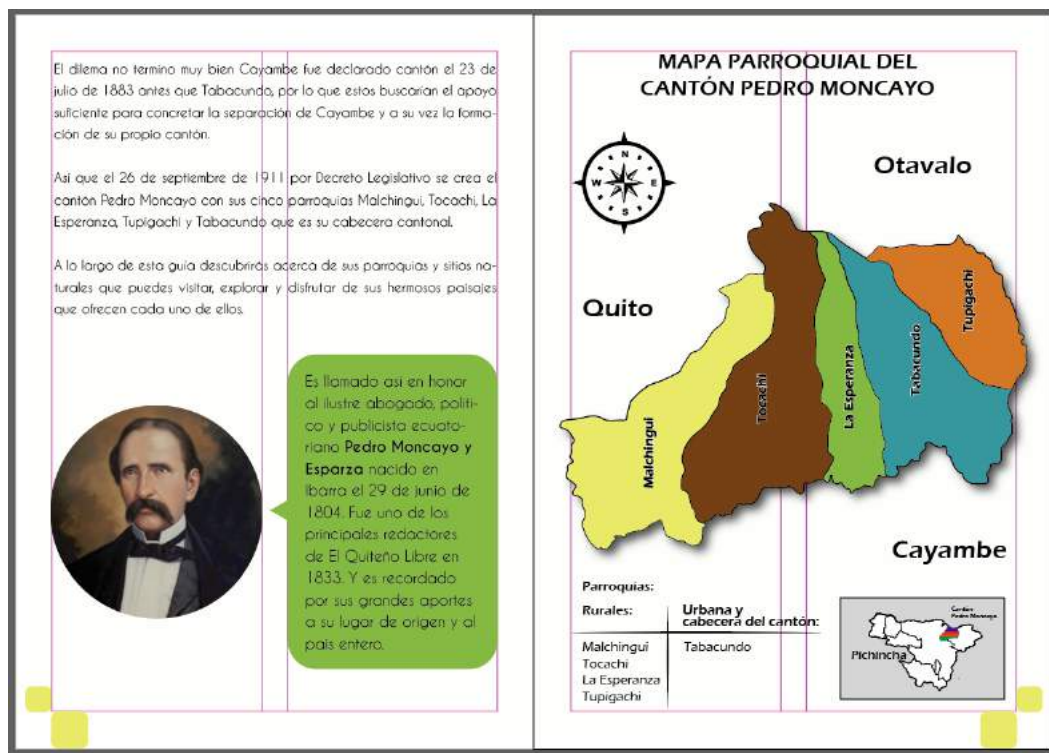 El dilema no termino muy bien Cayambe fue declarado cantón el 23 de
julio de 1883 antes que Tabacundo, por lo que estos buscarían el apoyo
suficiente para concretar la separación de Cayambe y a su vez la forma-
ción de su propio cantón.
Así que el 26 de septiembre de 1911 por Decreto Legislativo se crea el
cantón Pedro Moncayo con sus cinco parroquias Malchingui, Tocachi, La
Esperanza, Tupigachi y Tabacundo que es su cabecera cantonal.
A lo largo de esta guía descubrirás acerca de sus parroquias y sitios na-
turales que puedes visitar, explorar y disfrutar de sus hermosos paisajes
que ofrecen cada uno de ellos.
Es llamado así en honor
al ilustre abogado, políti-
co y publicista ecuato-
riano Pedro Moncayo y
Esparza nacido en
Ibarra el 29 de junio de
1804. Fue uno de los
principales redactores
de El Quiteño Libre en
1833. Y es recordado
por sus grandes aportes
a su lugar de origen y al
país entero.
MAPA PARROQUIAL DEL
CANTÓN PEDRO MONCAYO
N
W E
S
Otavalo
Quito
Cayambe
Malchingui
Tocachi
La Esperanza
Tabacundo
Tupigachi
Parroquias:
Rurales:
Malchingui
Tocachi
La Esperanza
Tupigachi
Urbana y
cabecera del cantón:
Tabacundo
Cantón
Pedro Moncayo
Pichincha